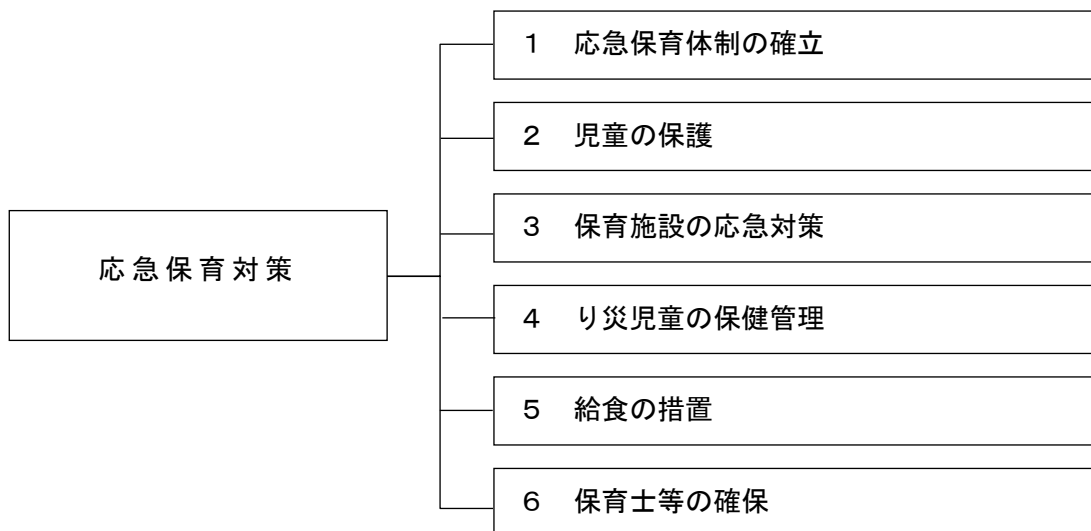 応急保育対策
１　応急保育体制の確立
２　児童の保護
３　保育施設の応急対策
４　り災児童の保健管理
５　給食の措置
６　保育士等の確保